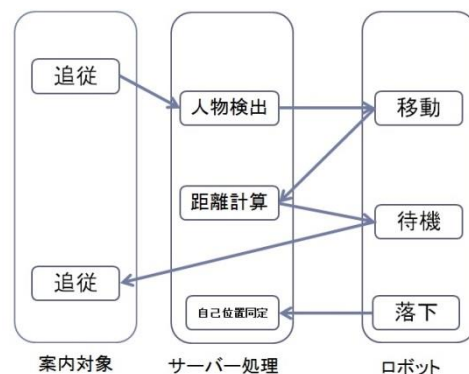 追従
人物検出
移動
距離計算
待機
追従
自己位置同定
落下
案内対象
サーバー処理
ロボット